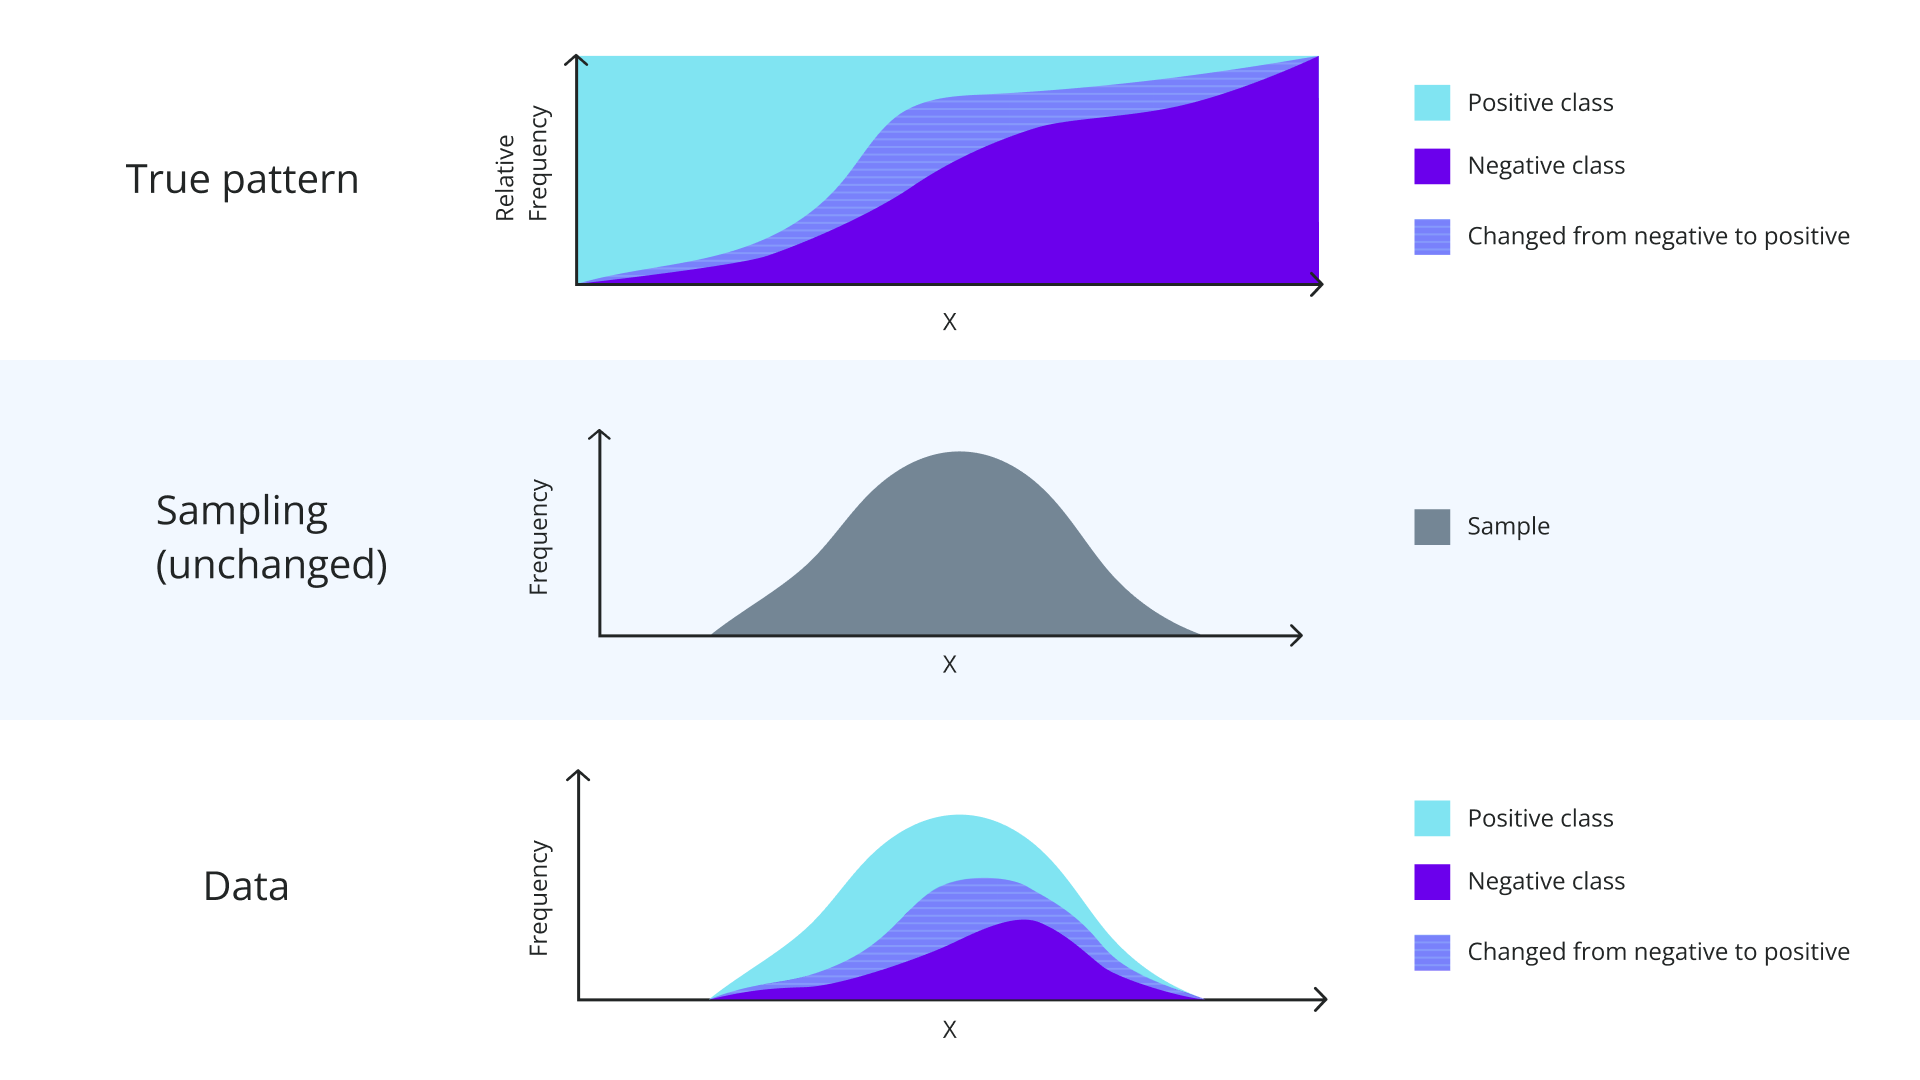 True pattern
Relative
Frequency
X
Positive class
Negative class
Changed from negative to positive
Sampling
(unchanged)
Frequency
X
Sample
Data
Frequency
X
Positive class
Negative class
Changed from negative to positive